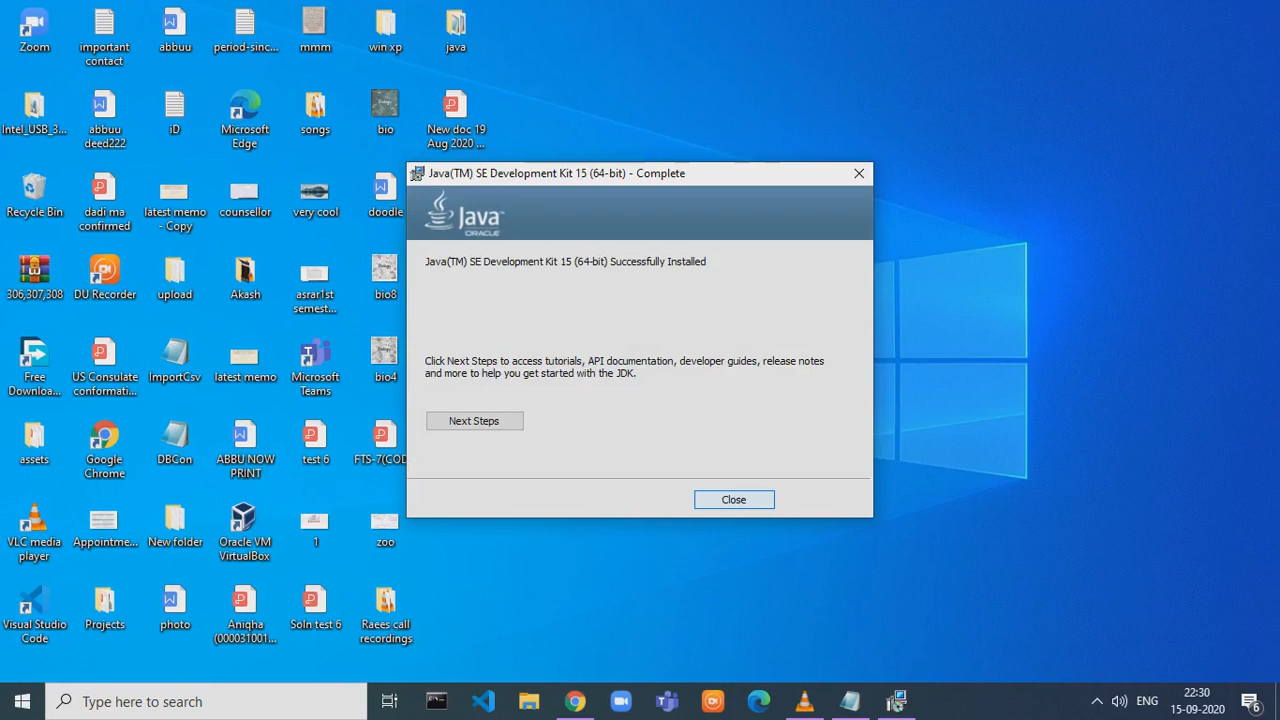 Zoom
important
contact
abbuu
period-sinc...
mmm
win xp
java
Intel_USB_3...
abbuu
deed222
iD
Microsoft
Edge
songs
bio
New doc 19
Aug 2020 ...
Recycle Bin
dadi ma
confirmed
latest memo
- Copy
counsellor
very cool
doodle
306,307,308
DU Recorder
upload
Akash
asrar1st
semest...
bio8
Free
Downloa...
US Consulate
conformati...
ImportCsv
latest memo
Microsoft
Teams
bio4
assets
Google
Chrome
DBCon
ABBU NOW
PRINT
test 6
FTS-7(COD
VLC media
player
Appointme...
New folder
Oracle VM
VirtualBox
1
zoo
Visual Studio
Code
Projects
photo
Aniqha
(000031001...
Soln test 6
Raees call
recordings
Java(TM) SE Development Kit 15 (64-bit) - Complete
Java
ORACLE
Java(TM) SE Development Kit 15 (64-bit) Successfully Installed
Click Next Steps to access tutorials, API documentation, developer guides, release notes
and more to help you get started with the JDK.
Next Steps
Close
Type here to search
ENG
22:30
15-09-2020
6